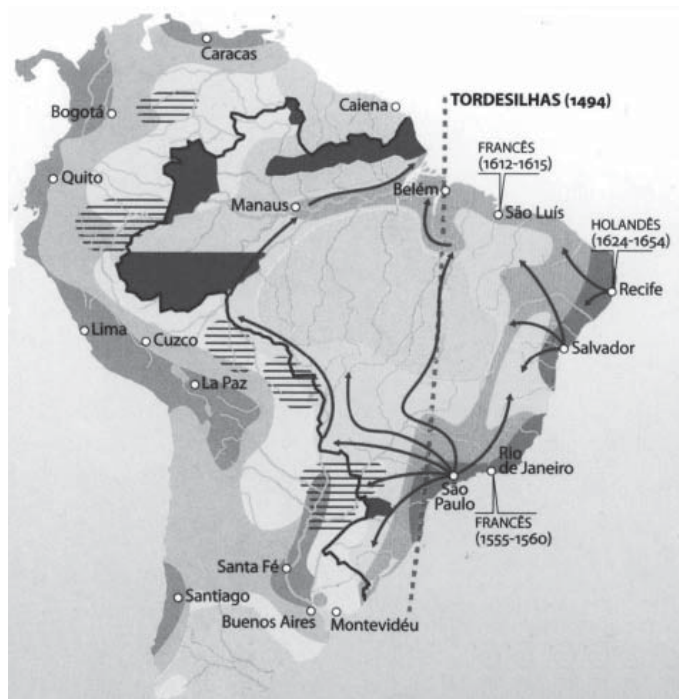 Caracas
Bogotá
Caiena
TORDESILHAS (1494)
FRANCÊS
(1612-1615)
Quito
Manaus
Belém
São Luís
HOLANDÊS
(1624-1654)
Recife
Lima
Cuzco
Salvador
La Paz
Rio
de Janeiro
São
Paulo
FRANCÊS
(1555-1560)
Santa Fé
Santiago
Buenos Aires
Montevidéu